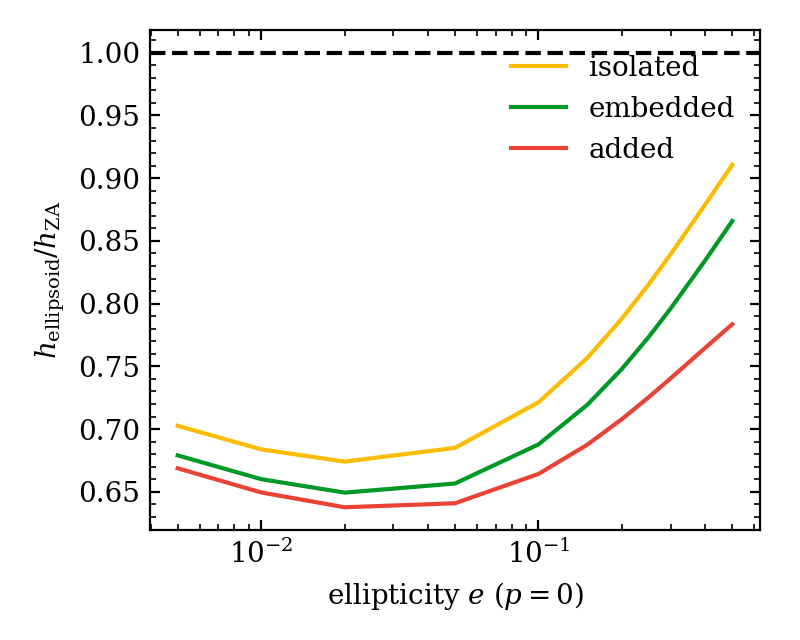 1.00
0.95
0.90
0.85
0.80
0.75
0.70
0.65
10⁻²
10⁻¹
h_ellipsoid/h_ZA
ellipticity e (p = 0)
isolated
embedded
added